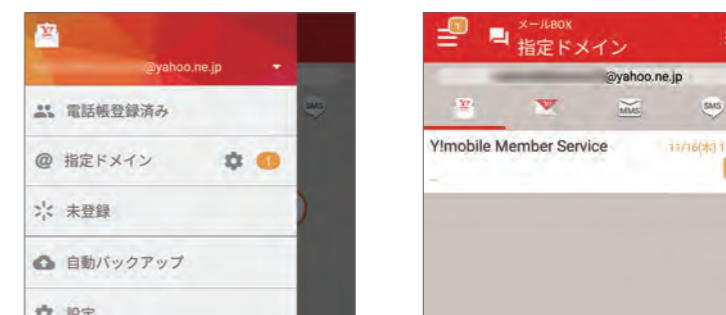 Y!
@yahoo.ne.jp
電話帳登録済み
SMS
@ 指定ドメイン 1
未登録
自動バックアップ
設定
1
メールBOX
指定ドメイン
@yahoo.ne.jp
Y! MMS SMS
Y!mobile Member Service 11/16(水) 1